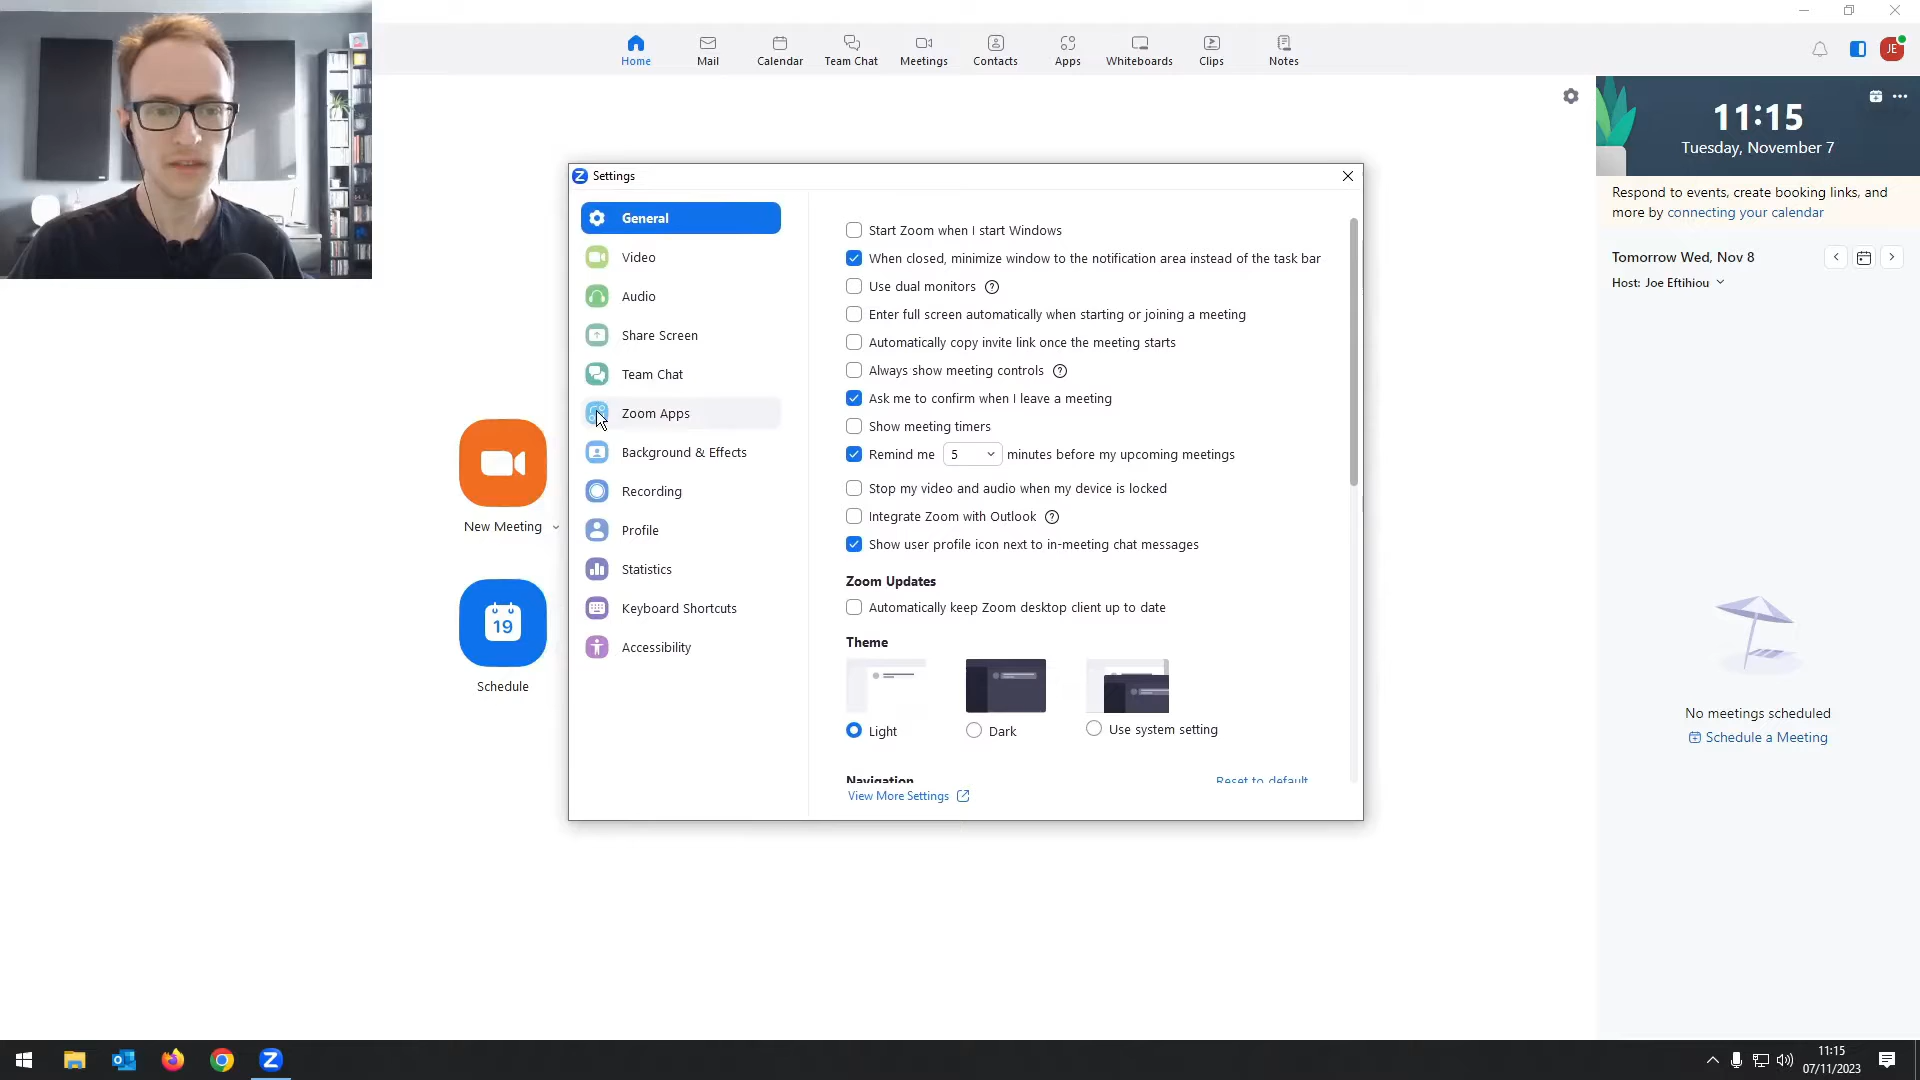 Home
Mail
Calendar
Team Chat
Meetings
Contacts
Apps
Whiteboards
Clips
Notes
JE
11:15
Tuesday, November 7
Respond to events, create booking links, and
more by connecting your calendar
Tomorrow Wed, Nov 8
Host: Joe Eftihiou
No meetings scheduled
Schedule a Meeting
New Meeting
19
Schedule
Z Settings
General
Video
Audio
Share Screen
Team Chat
Zoom Apps
Background & Effects
Recording
Profile
Statistics
Keyboard Shortcuts
Accessibility
Start Zoom when I start Windows
When closed, minimize window to the notification area instead of the task bar
Use dual monitors ?
Enter full screen automatically when starting or joining a meeting
Automatically copy invite link once the meeting starts
Always show meeting controls ?
Ask me to confirm when I leave a meeting
Show meeting timers
Remind me 5 minutes before my upcoming meetings
Stop my video and audio when my device is locked
Integrate Zoom with Outlook ?
Show user profile icon next to in-meeting chat messages
Zoom Updates
Automatically keep Zoom desktop client up to date
Theme
Light
Dark
Use system setting
Navigation
Reset to default
View More Settings
Z
11:15
07/11/2023